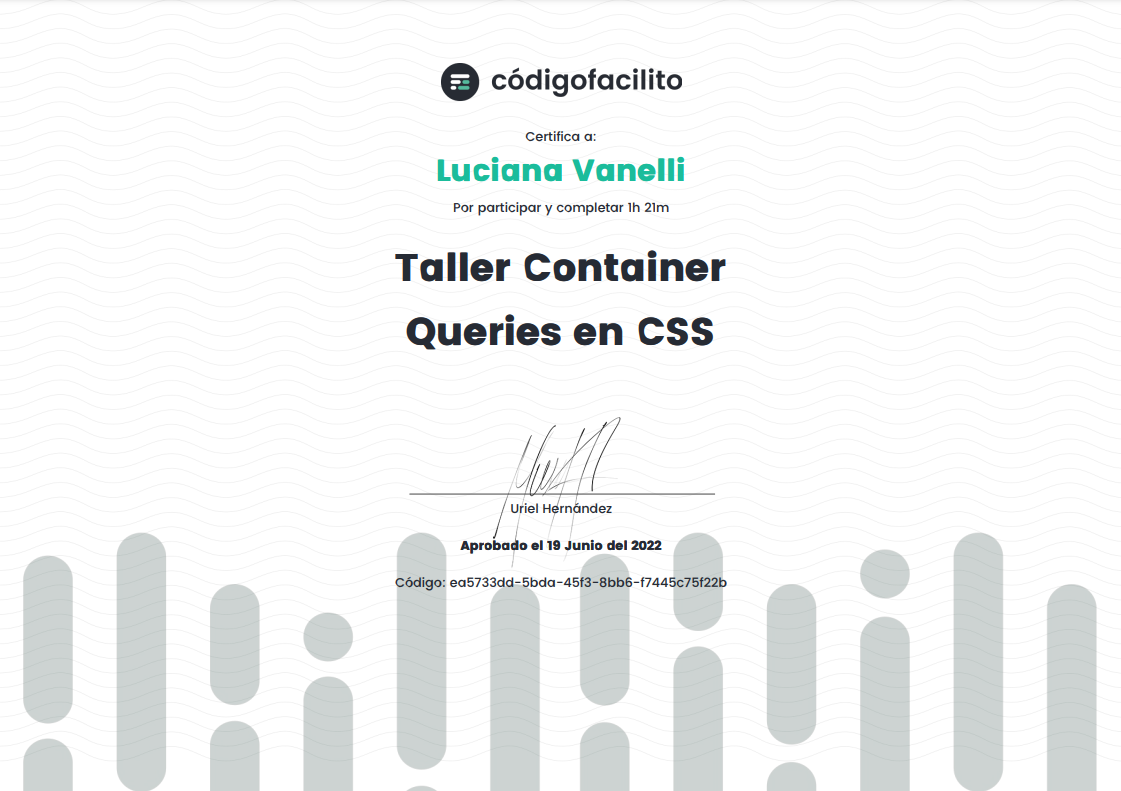 códigofacilito
Certifica a:
Luciana Vanelli
Por participar y completar 1h 21m
Taller Container
Queries en CSS
Uriel Hernández
Aprobado el 19 Junio del 2022
Código: ea5733dd-5bda-45f3-8bb6-f7445c75f22b